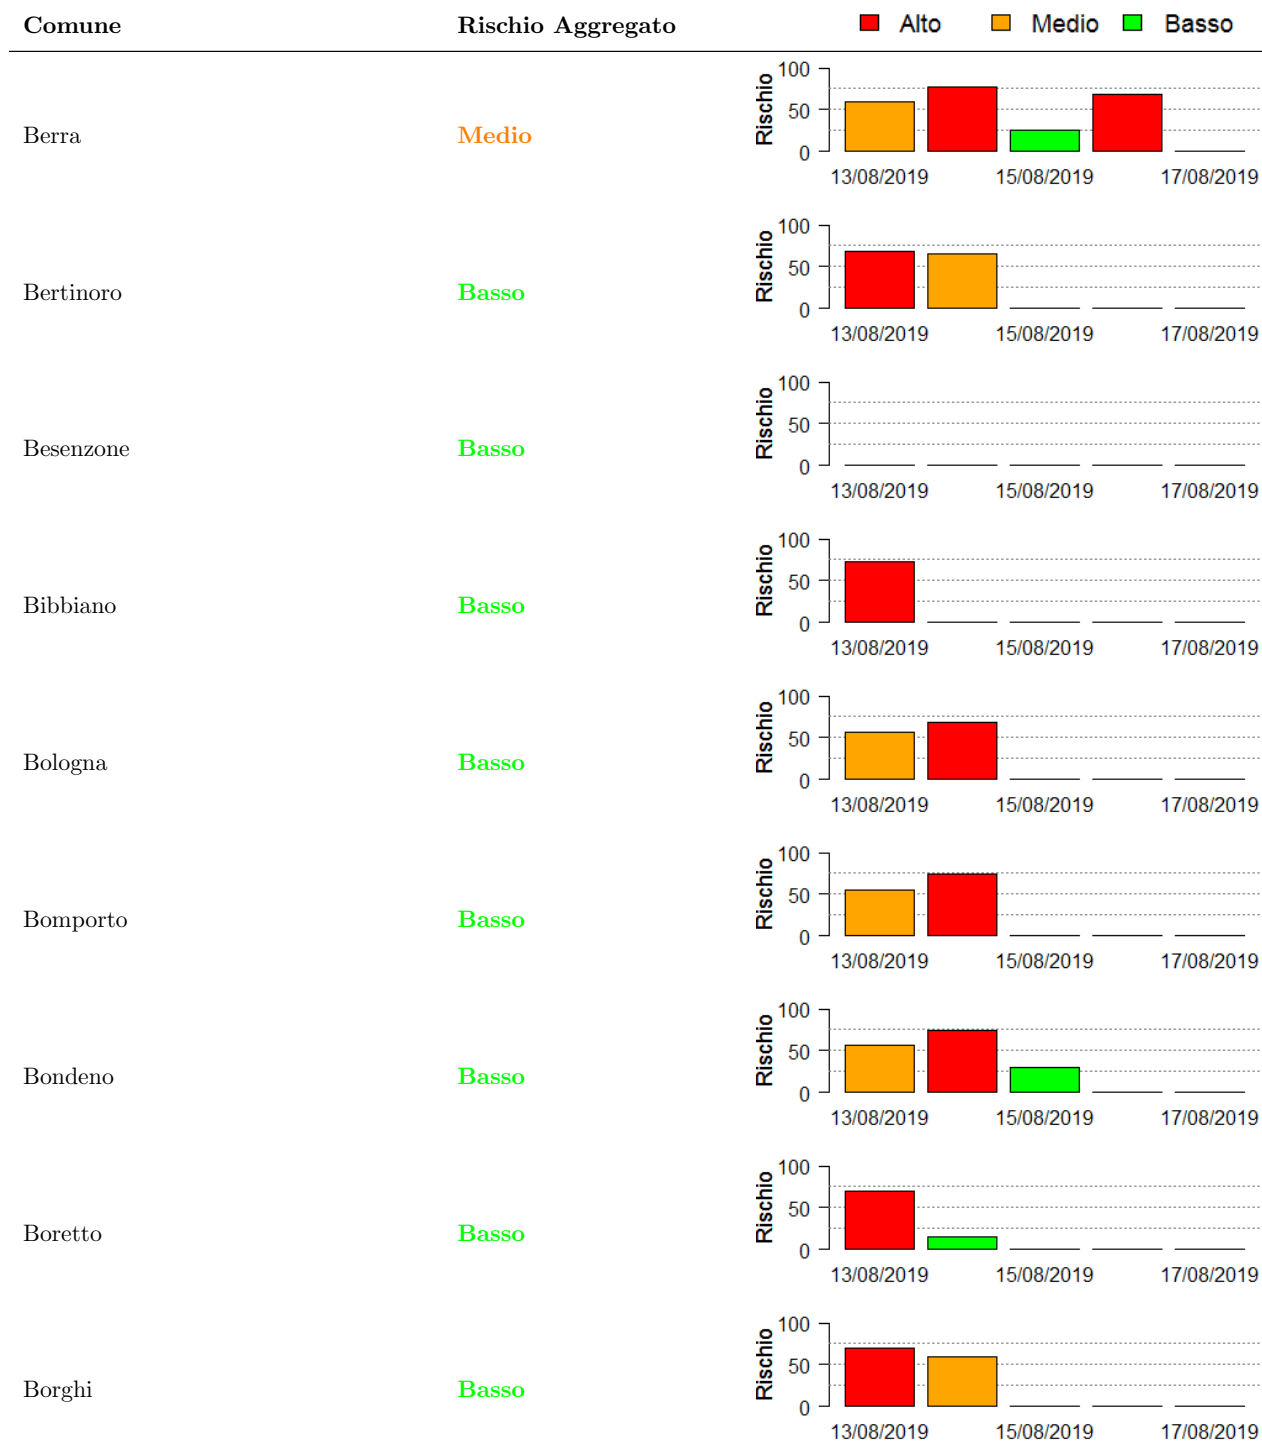 Comune Rischio Aggregato Alto Medio Basso
Berra Medio
Rischio
100
50
0
13/08/2019 15/08/2019 17/08/2019
Bertinoro Basso
Rischio
100
50
0
13/08/2019 15/08/2019 17/08/2019
Besenzone Basso
Rischio
100
50
0
13/08/2019 15/08/2019 17/08/2019
Bibbiano Basso
Rischio
100
50
0
13/08/2019 15/08/2019 17/08/2019
Bologna Basso
Rischio
100
50
0
13/08/2019 15/08/2019 17/08/2019
Bomporto Basso
Rischio
100
50
0
13/08/2019 15/08/2019 17/08/2019
Bondeno Basso
Rischio
100
50
0
13/08/2019 15/08/2019 17/08/2019
Boretto Basso
Rischio
100
50
0
13/08/2019 15/08/2019 17/08/2019
Borghi Basso
Rischio
100
50
0
13/08/2019 15/08/2019 17/08/2019